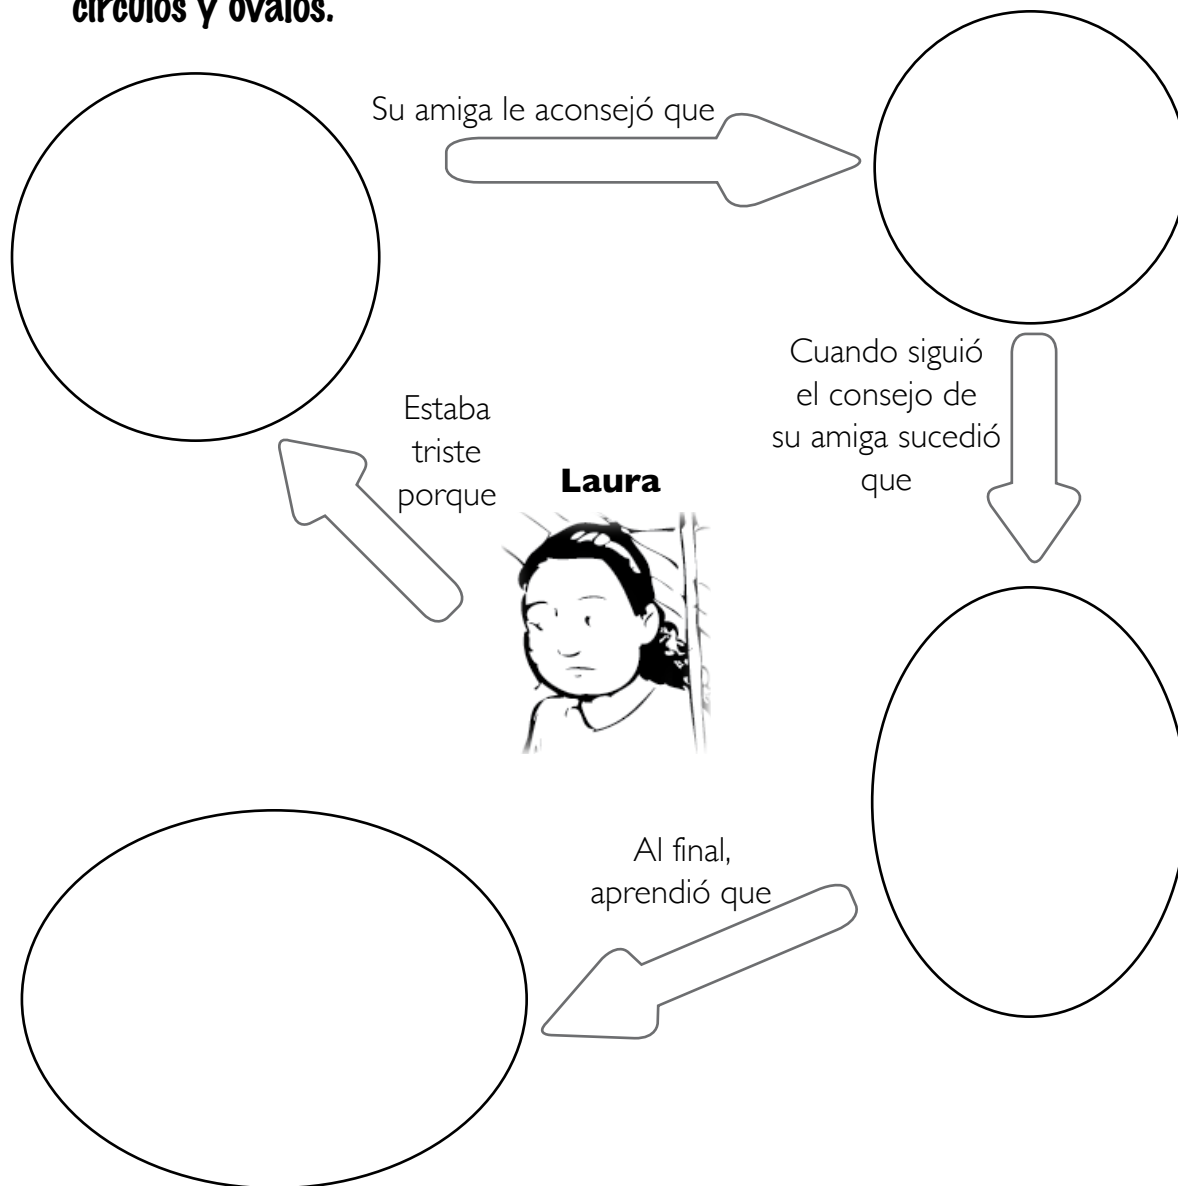 círculos y óvalos.
Su amiga le aconsejó que
Cuando siguió
el consejo de
su amiga sucedió
que
Estaba
triste
porque
Laura
Al final,
aprendió que